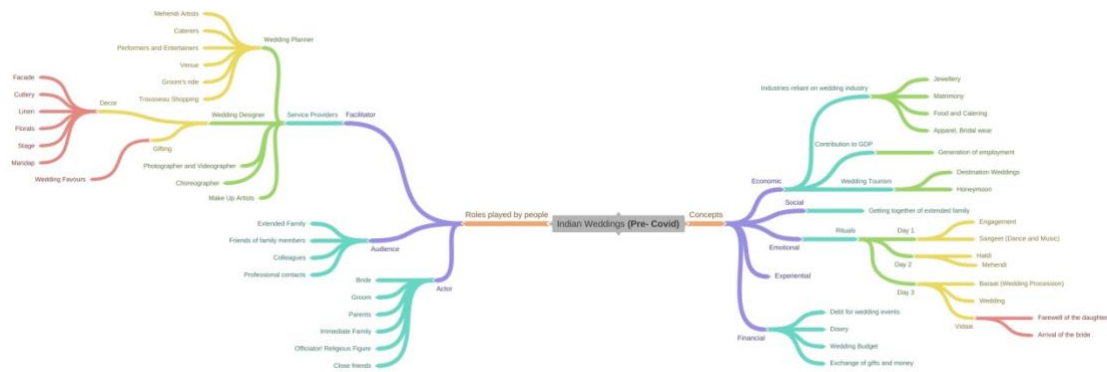 Indian Weddings (Pre- Covid)
Roles played by people
Facilitator
Service Providers
Wedding Planner
Mehendi Artists
Caterers
Performers and Entertainers
Venue
Groom's ride
Trousseau Shopping
Wedding Designer
Decor
Facade
Cutlery
Linen
Florals
Stage
Mandap
Gifting
Wedding Favours
Photographer and Videographer
Choreographer
Make Up Artists
Audience
Extended Family
Friends of family members
Colleagues
Professional contacts
Actor
Bride
Groom
Parents
Immediate Family
Officiator/ Religious Figure
Close friends
Concepts
Economic
Industries reliant on wedding industry
Jewellery
Matrimony
Food and Catering
Apparel, Bridal wear
Contribution to GDP
Generation of employment
Wedding Tourism
Destination Weddings
Honeymoon
Social
Getting together of extended family
Emotional
Rituals
Day 1
Engagement
Sangeet (Dance and Music)
Day 2
Haldi
Mehendi
Day 3
Baraat (Wedding Procession)
Wedding
Vidaai
Farewell of the daughter
Arrival of the bride
Experiential
Financial
Debt for wedding events
Dowry
Wedding Budget
Exchange of gifts and money